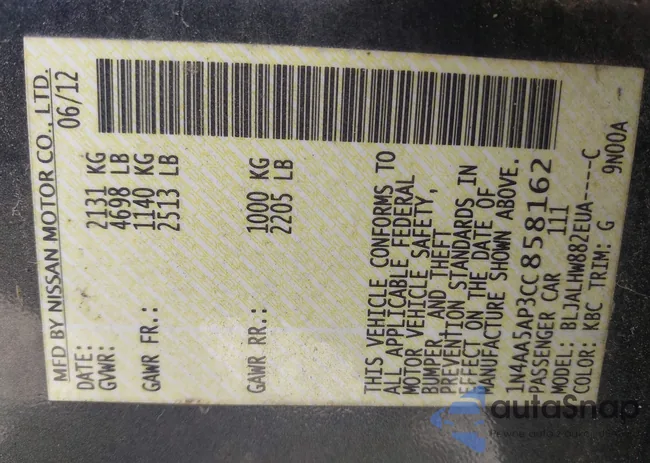 MFD BY NISSAN MOTOR CO., LTD.
DATE: 06/12
GVWR: 2131 KG
4698 LB
GAWR FR.: 1140 KG
2513 LB
GAWR RR.: 1000 KG
2205 LB
THIS VEHICLE CONFORMS TO
ALL APPLICABLE FEDERAL
MOTOR VEHICLE SAFETY,
BUMPER, AND THEFT
PREVENTION STANDARDS IN
EFFECT ON THE DATE OF
MANUFACTURE SHOWN ABOVE.
1N4AA5AP3CC858162
PASSENGER CAR 111
MODEL: BLJALHW882EUA-----C
COLOR: KBC TRIM: G 9N00A
autoSnap